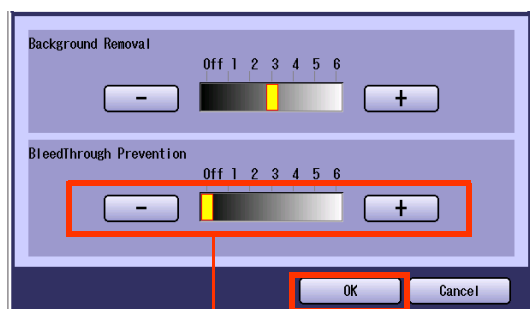 Background Removal
Off 1 2 3 4 5 6
- +
BleedThrough Prevention
Off 1 2 3 4 5 6
- +
OK Cancel